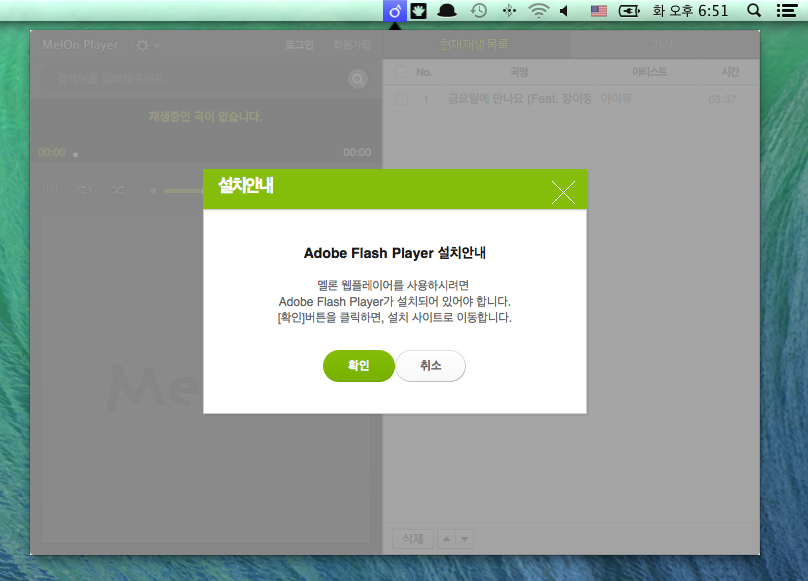 화 오후 6:51
MelOn Player
로그인
회원가입
검색어를 입력해주세요.
재생중인 곡이 없습니다.
00:00
00:00
현재재생목록
가사
No.
곡명
아티스트
시간
1
금요일에 만나요 (Feat. 장이정
아이유
03:37
설치안내
Adobe Flash Player 설치안내
멜론 웹플레이어를 사용하시려면
Adobe Flash Player가 설치되어 있어야 합니다.
[확인]버튼을 클릭하면, 설치 사이트로 이동합니다.
확인
취소
Me
삭제